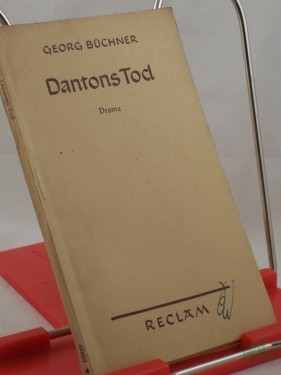 GEORG BÜCHNER
Dantons Tod
Drama
RECLAM